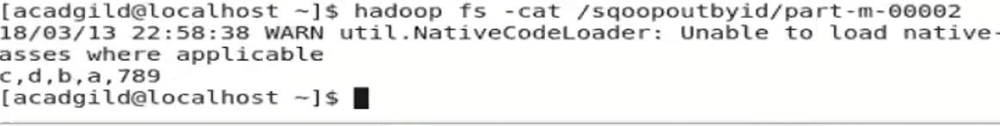 [acadgild@localhost ~]$ hadoop fs -cat /sqoopoutbyid/part-m-00002
18/03/13 22:58:38 WARN util.NativeCodeLoader: Unable to load native-
asses where applicable
c,d,b,a,789
[acadgild@localhost ~]$